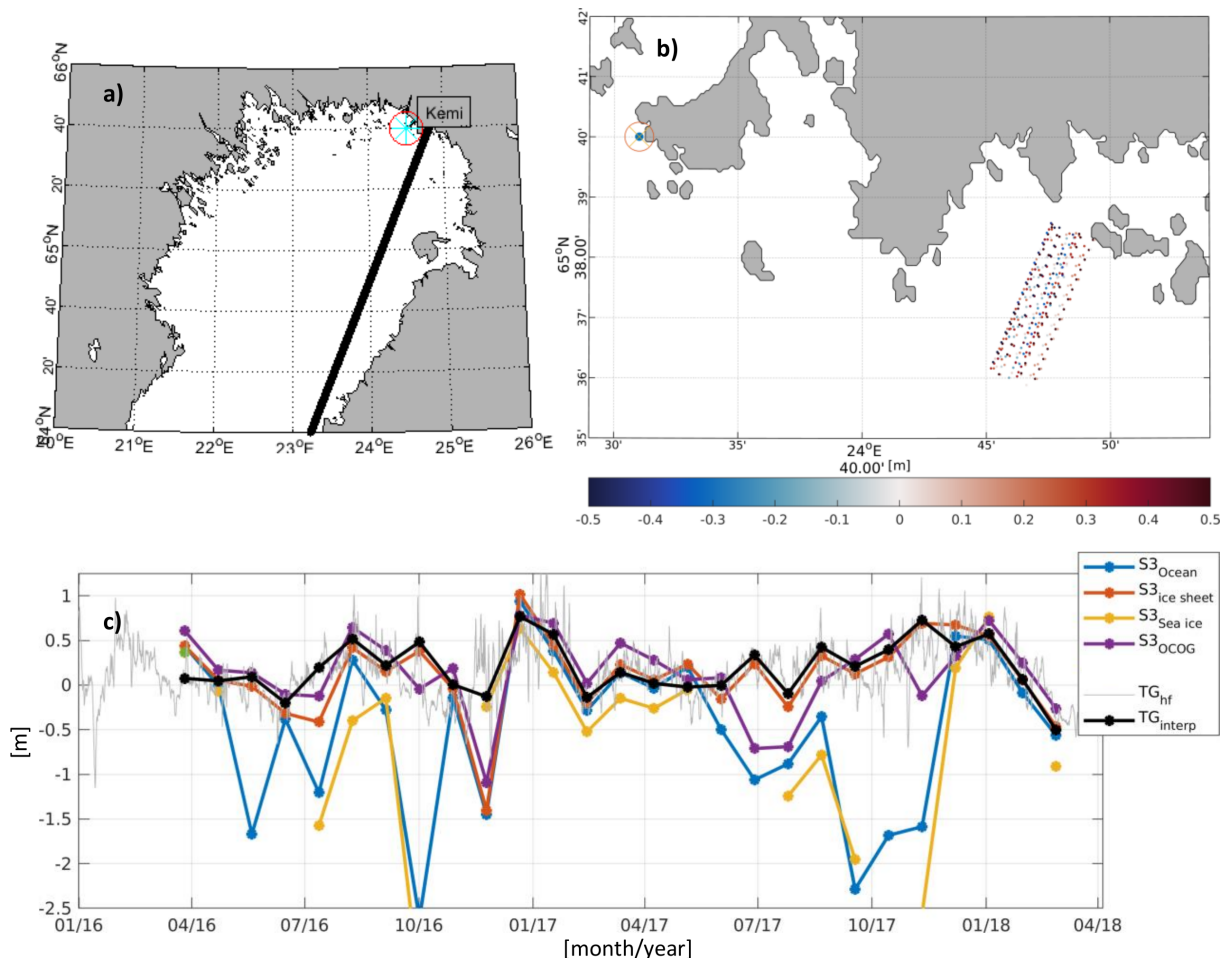 a)
Kemi
66°N
40'
20'
65°N
40'
20'
64°N
20°E
21°E
22°E
23°E
24°E
25°E
26°E
b)
42'
41'
40'
39'
65°N
38.00'
37'
36'
35'
30'
35'
24°E
40.00'
45'
50'
[m]
-0.5
-0.4
-0.3
-0.2
-0.1
0
0.1
0.2
0.3
0.4
0.5
c)
S3Ocean
S3ice sheet
S3Sea ice
S3OCOG
TGhf
TGinterp
[m]
1
0.5
0
-0.5
-1
-1.5
-2
-2.5
01/16
04/16
07/16
10/16
01/17
04/17
07/17
10/17
01/18
04/18
[month/year]